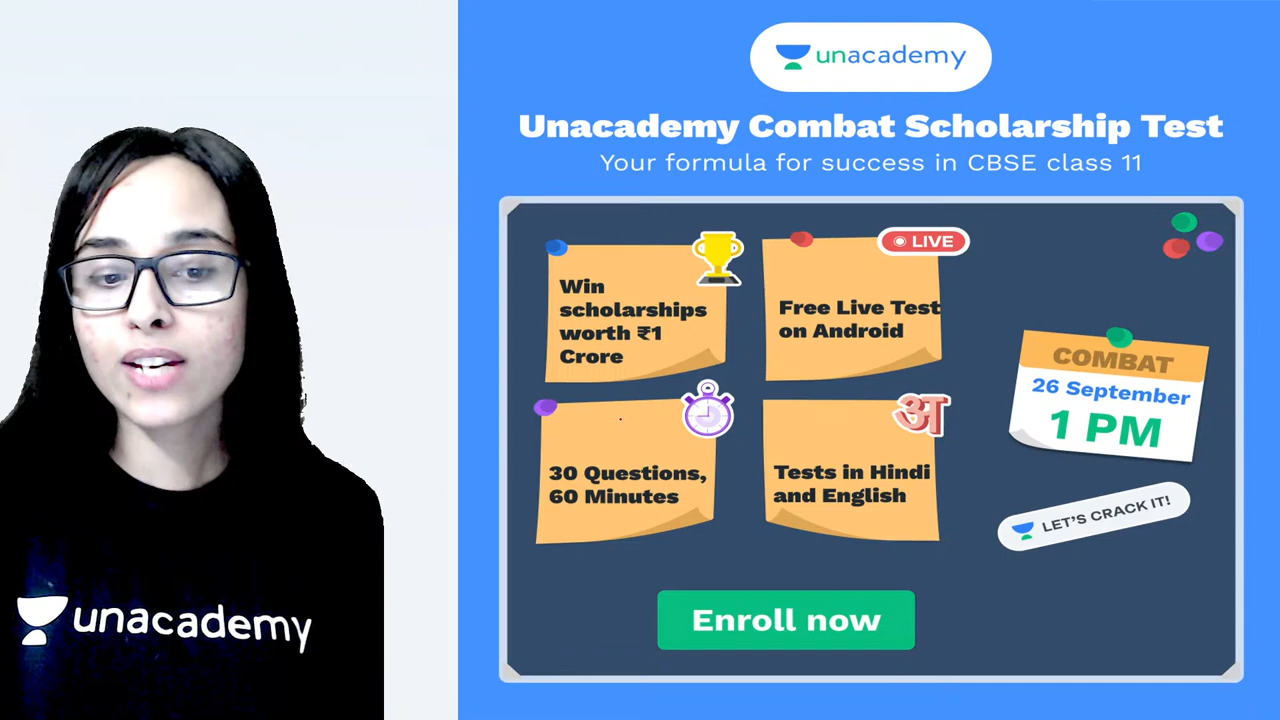 unacademy
Unacademy Combat Scholarship Test
Your formula for success in CBSE class 11
Win
scholarships
worth ₹1
Crore
LIVE
Free Live Test
on Android
30 Questions,
60 Minutes
अ
Tests in Hindi
and English
COMBAT
26 September
1 PM
LET'S CRACK IT!
Enroll now
unacademy